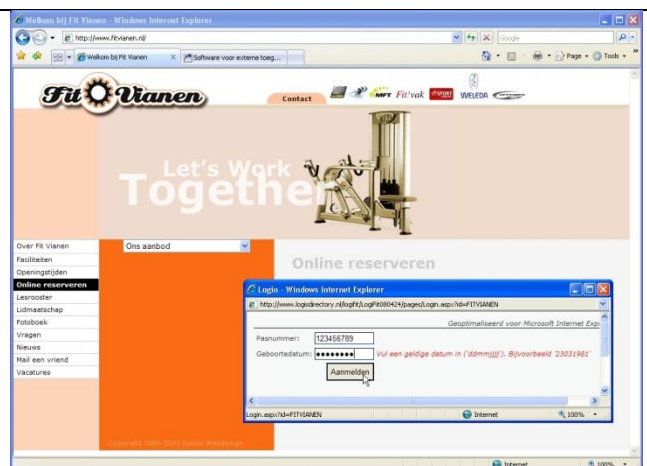 Welkom bij Fit Vianen - Windows Internet Explorer
http://www.fitvianen.nl/
Google
Welkom bij Fit Vianen
Software voor externe toeg...
Page
Tools
Fit Vianen
Contact
MFT
Fit!vak
WELEDA
Let's Work
Together
Over Fit Vianen
Faciliteiten
Openingstijden
Online reserveren
Lesrooster
Lidmaatschap
Fotoboek
Vragen
Nieuws
Mail een vriend
Vacatures
Ons aanbod
Online reserveren
Login - Windows Internet Explorer
http://www.logisdirectory.nl/logifit/LogiFit080424/pages/Login.aspx?id=FITVIANEN
Geoptimaliseerd voor Microsoft Internet Exp
Pasnummer: 123456789
Geboortedatum: ●●●●●●●● Vul een geldige datum in ('ddmmjjjj'). Bijvoorbeeld '23031981'
Aanmelden
Login.aspx?id=FITVIANEN
Internet
100%
Copyright 2006-2007
Internet
100%